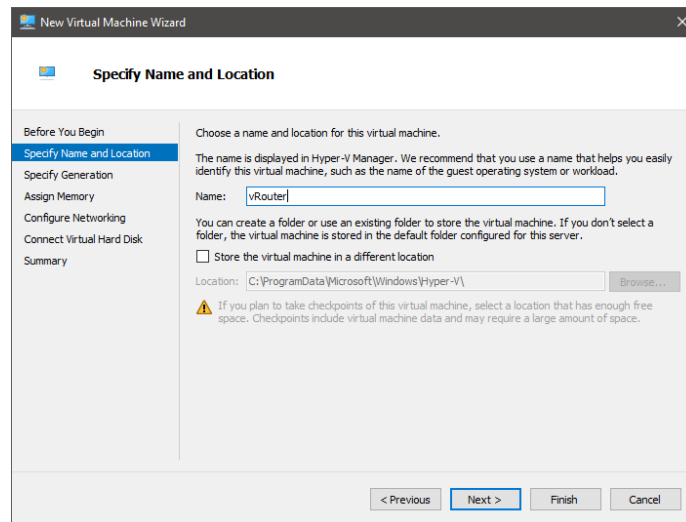 New Virtual Machine Wizard
Specify Name and Location
Before You Begin
Specify Name and Location
Specify Generation
Assign Memory
Configure Networking
Connect Virtual Hard Disk
Summary
Choose a name and location for this virtual machine.
The name is displayed in Hyper-V Manager. We recommend that you use a name that helps you easily
identify this virtual machine, such as the name of the guest operating system or workload.
Name: vRouter
You can create a folder or use an existing folder to store the virtual machine. If you don't select a
folder, the virtual machine is stored in the default folder configured for this server.
Store the virtual machine in a different location
Location: C:\ProgramData\Microsoft\Windows\Hyper-V\ Browse...
If you plan to take checkpoints of this virtual machine, select a location that has enough free
space. Checkpoints include virtual machine data and may require a large amount of space.
< Previous Next > Finish Cancel